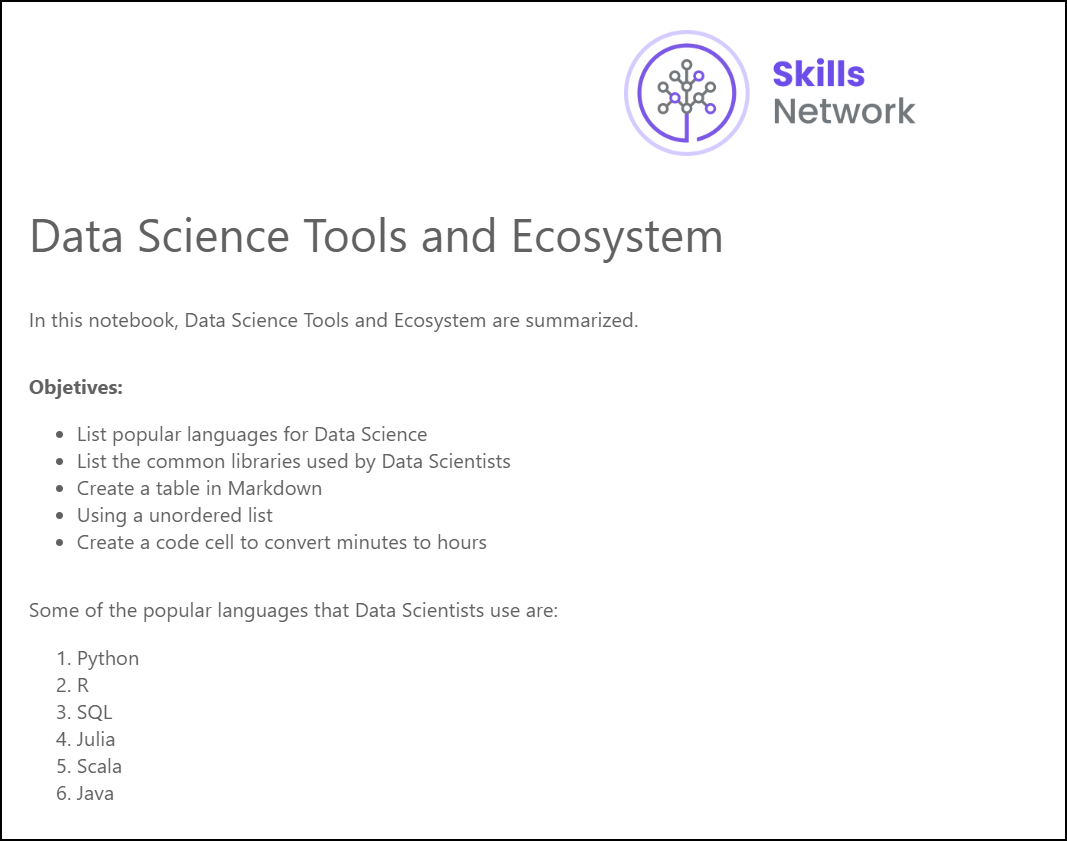 Skills
Network
Data Science Tools and Ecosystem
In this notebook, Data Science Tools and Ecosystem are summarized.
Objetives:
• List popular languages for Data Science
• List the common libraries used by Data Scientists
• Create a table in Markdown
• Using a unordered list
• Create a code cell to convert minutes to hours
Some of the popular languages that Data Scientists use are:
1. Python
2. R
3. SQL
4. Julia
5. Scala
6. Java